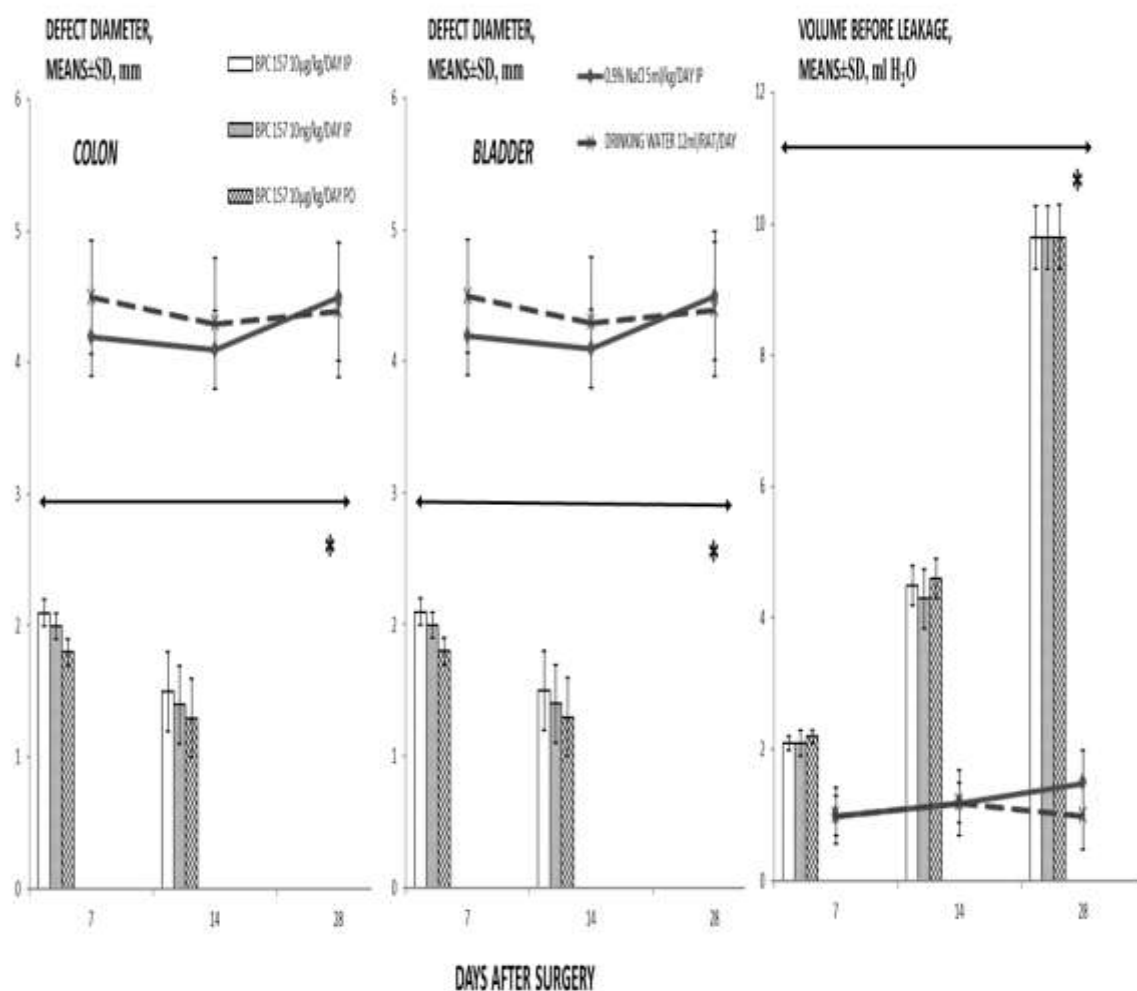 DEFECT DIAMETER,
MEANS±SD, mm
BPC 157 10µg/kg/DAY IP
BPC 157 10ng/kg/DAY IP
BPC 157 10µg/kg/DAY PO
COLON
6
5
4
3
2
1
0
7
14
28
*
DEFECT DIAMETER,
MEANS±SD, mm
0.9% NaCl 5ml/kg/DAY IP
DRINKING WATER 12ml/RAT/DAY
BLADDER
6
5
4
3
2
1
0
7
14
28
*
VOLUME BEFORE LEAKAGE,
MEANS±SD, ml H₂O
12
10
8
6
4
2
0
7
14
28
*
DAYS AFTER SURGERY